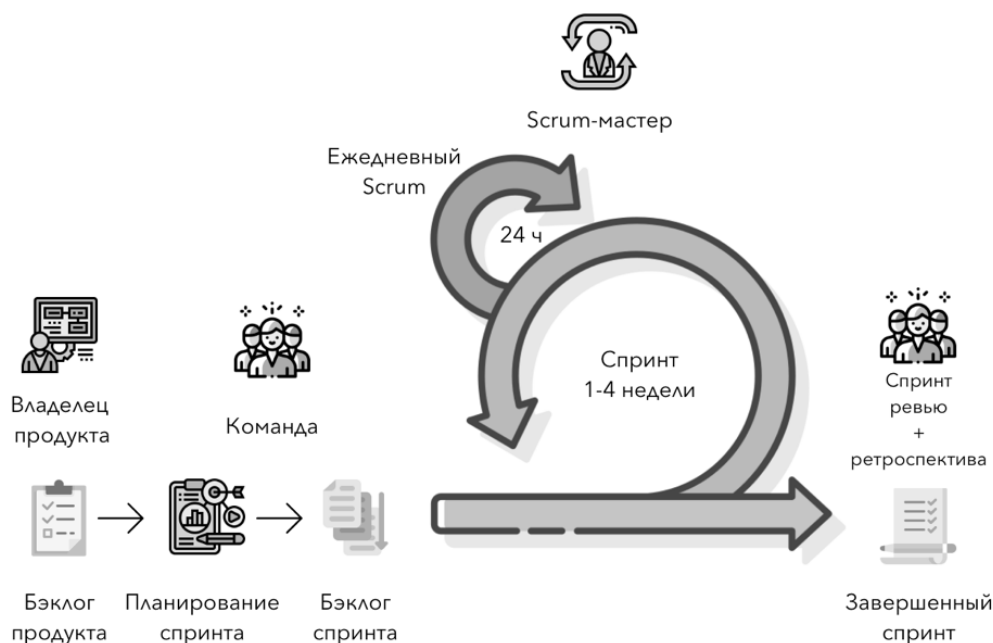 Scrum-мастер
Ежедневный
Scrum
24 ч
Спринт
1-4 недели
Владелец
продукта
Команда
Спринт
ревью
+
ретроспектива
Бэклог
продукта
Планирование
спринта
Бэклог
спринта
Завершенный
спринт